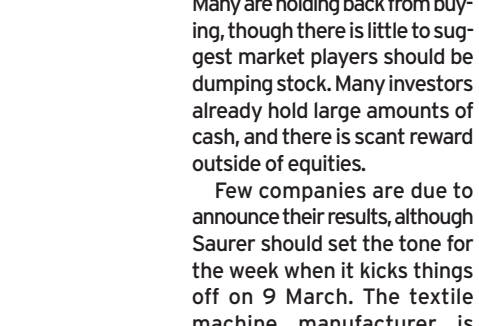 Many are holding back from buy-
ing, though there is little to sug-
gest market players should be
dumping stock. Many investors
already hold large amounts of
cash, and there is scant reward
outside of equities.
Few companies are due to
announce their results, although
Saurer should set the tone for
the week when it kicks things
off on 9 March. The textile
machine manufacturer is